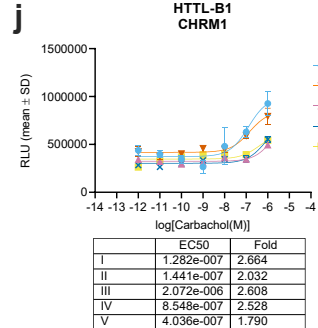 j
HTTL-B1
CHRM1
1500000
1000000
500000
0
RLU (mean ± SD)
-14 -13 -12 -11 -10 -9 -8 -7 -6 -5 -4
log[Carbachol(M)]
EC50 Fold
I 1.282e-007 2.664
II 1.441e-007 2.032
III 2.072e-006 2.608
IV 8.548e-007 2.528
V 4.036e-007 1.790